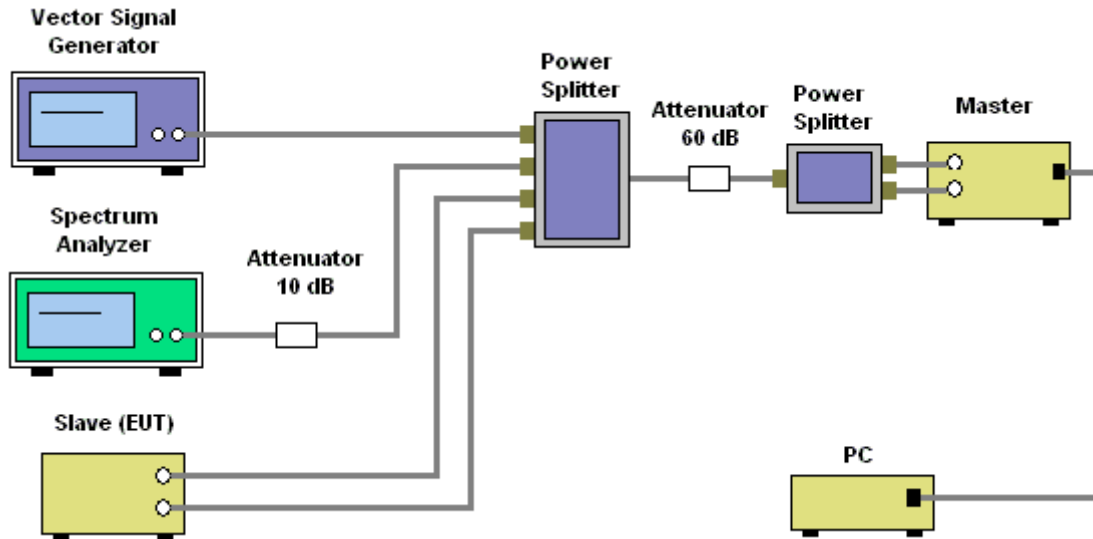 Vector Signal
Generator
Power
Splitter
Attenuator
60 dB
Power
Splitter
Master
Spectrum
Analyzer
Attenuator
10 dB
Slave (EUT)
PC